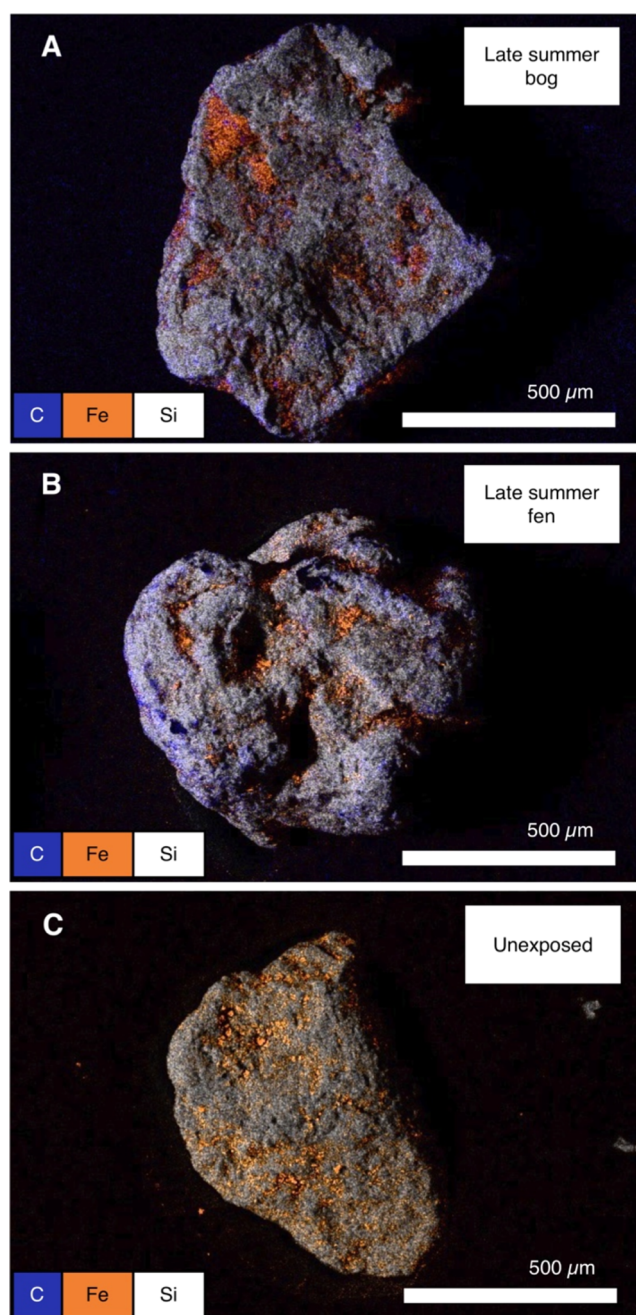 A
Late summer
bog
500 µm
C Fe Si
B
Late summer
fen
500 µm
C Fe Si
C
Unexposed
500 µm
C Fe Si